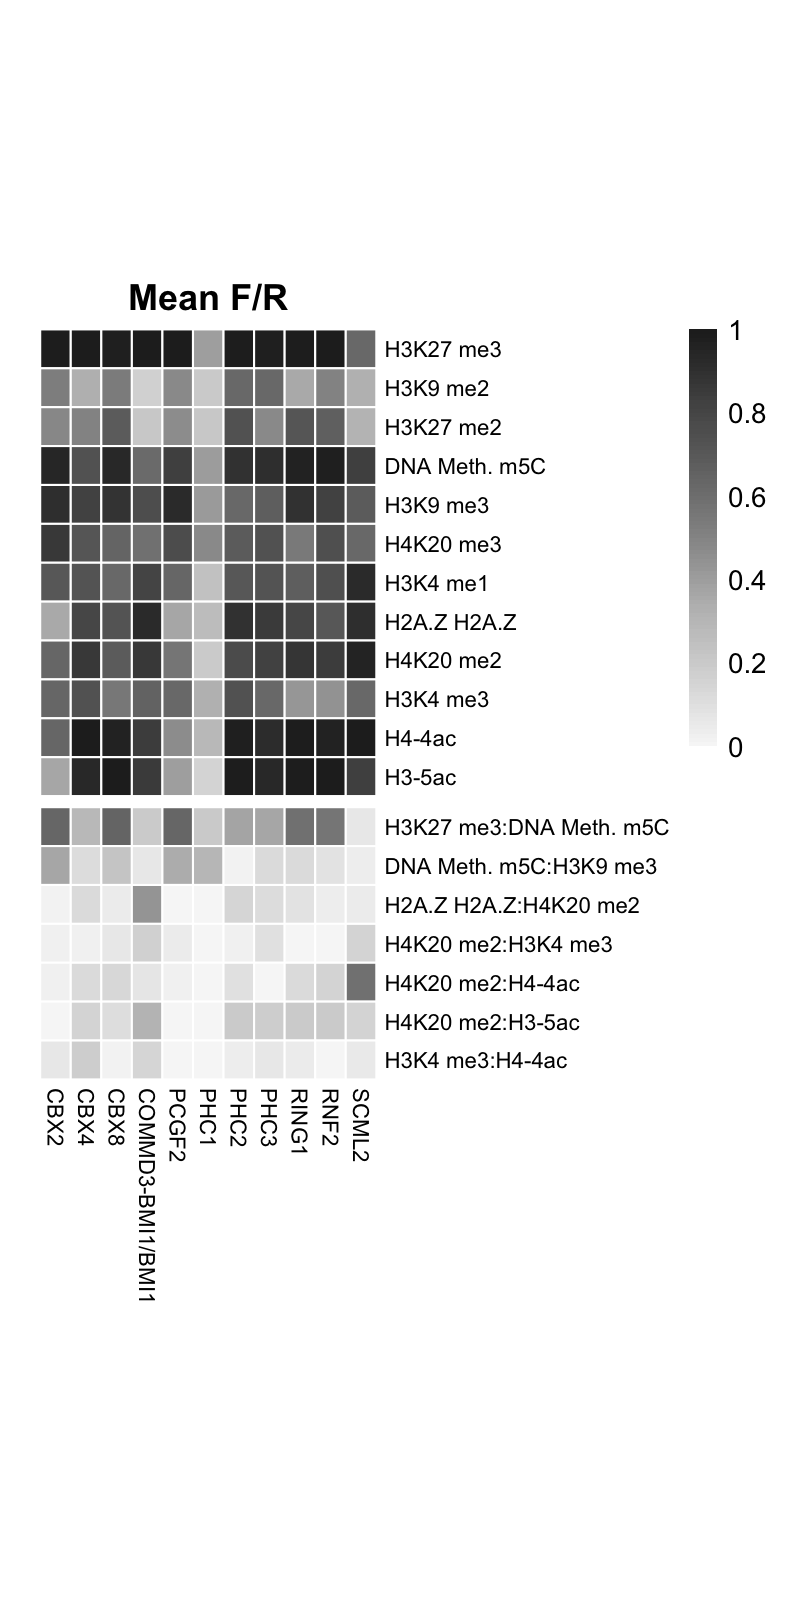 Mean F/R
H3K27 me3
H3K9 me2
H3K27 me2
DNA Meth. m5C
H3K9 me3
H4K20 me3
H3K4 me1
H2A.Z H2A.Z
H4K20 me2
H3K4 me3
H4-4ac
H3-5ac
H3K27 me3:DNA Meth. m5C
DNA Meth. m5C:H3K9 me3
H2A.Z H2A.Z:H4K20 me2
H4K20 me2:H3K4 me3
H4K20 me2:H4-4ac
H4K20 me2:H3-5ac
H3K4 me3:H4-4ac
CBX2
CBX4
CBX8
COMMD3-BMI1/BMI1
PCGF2
PHC1
PHC2
PHC3
RING1
RNF2
SCML2
1
0.8
0.6
0.4
0.2
0